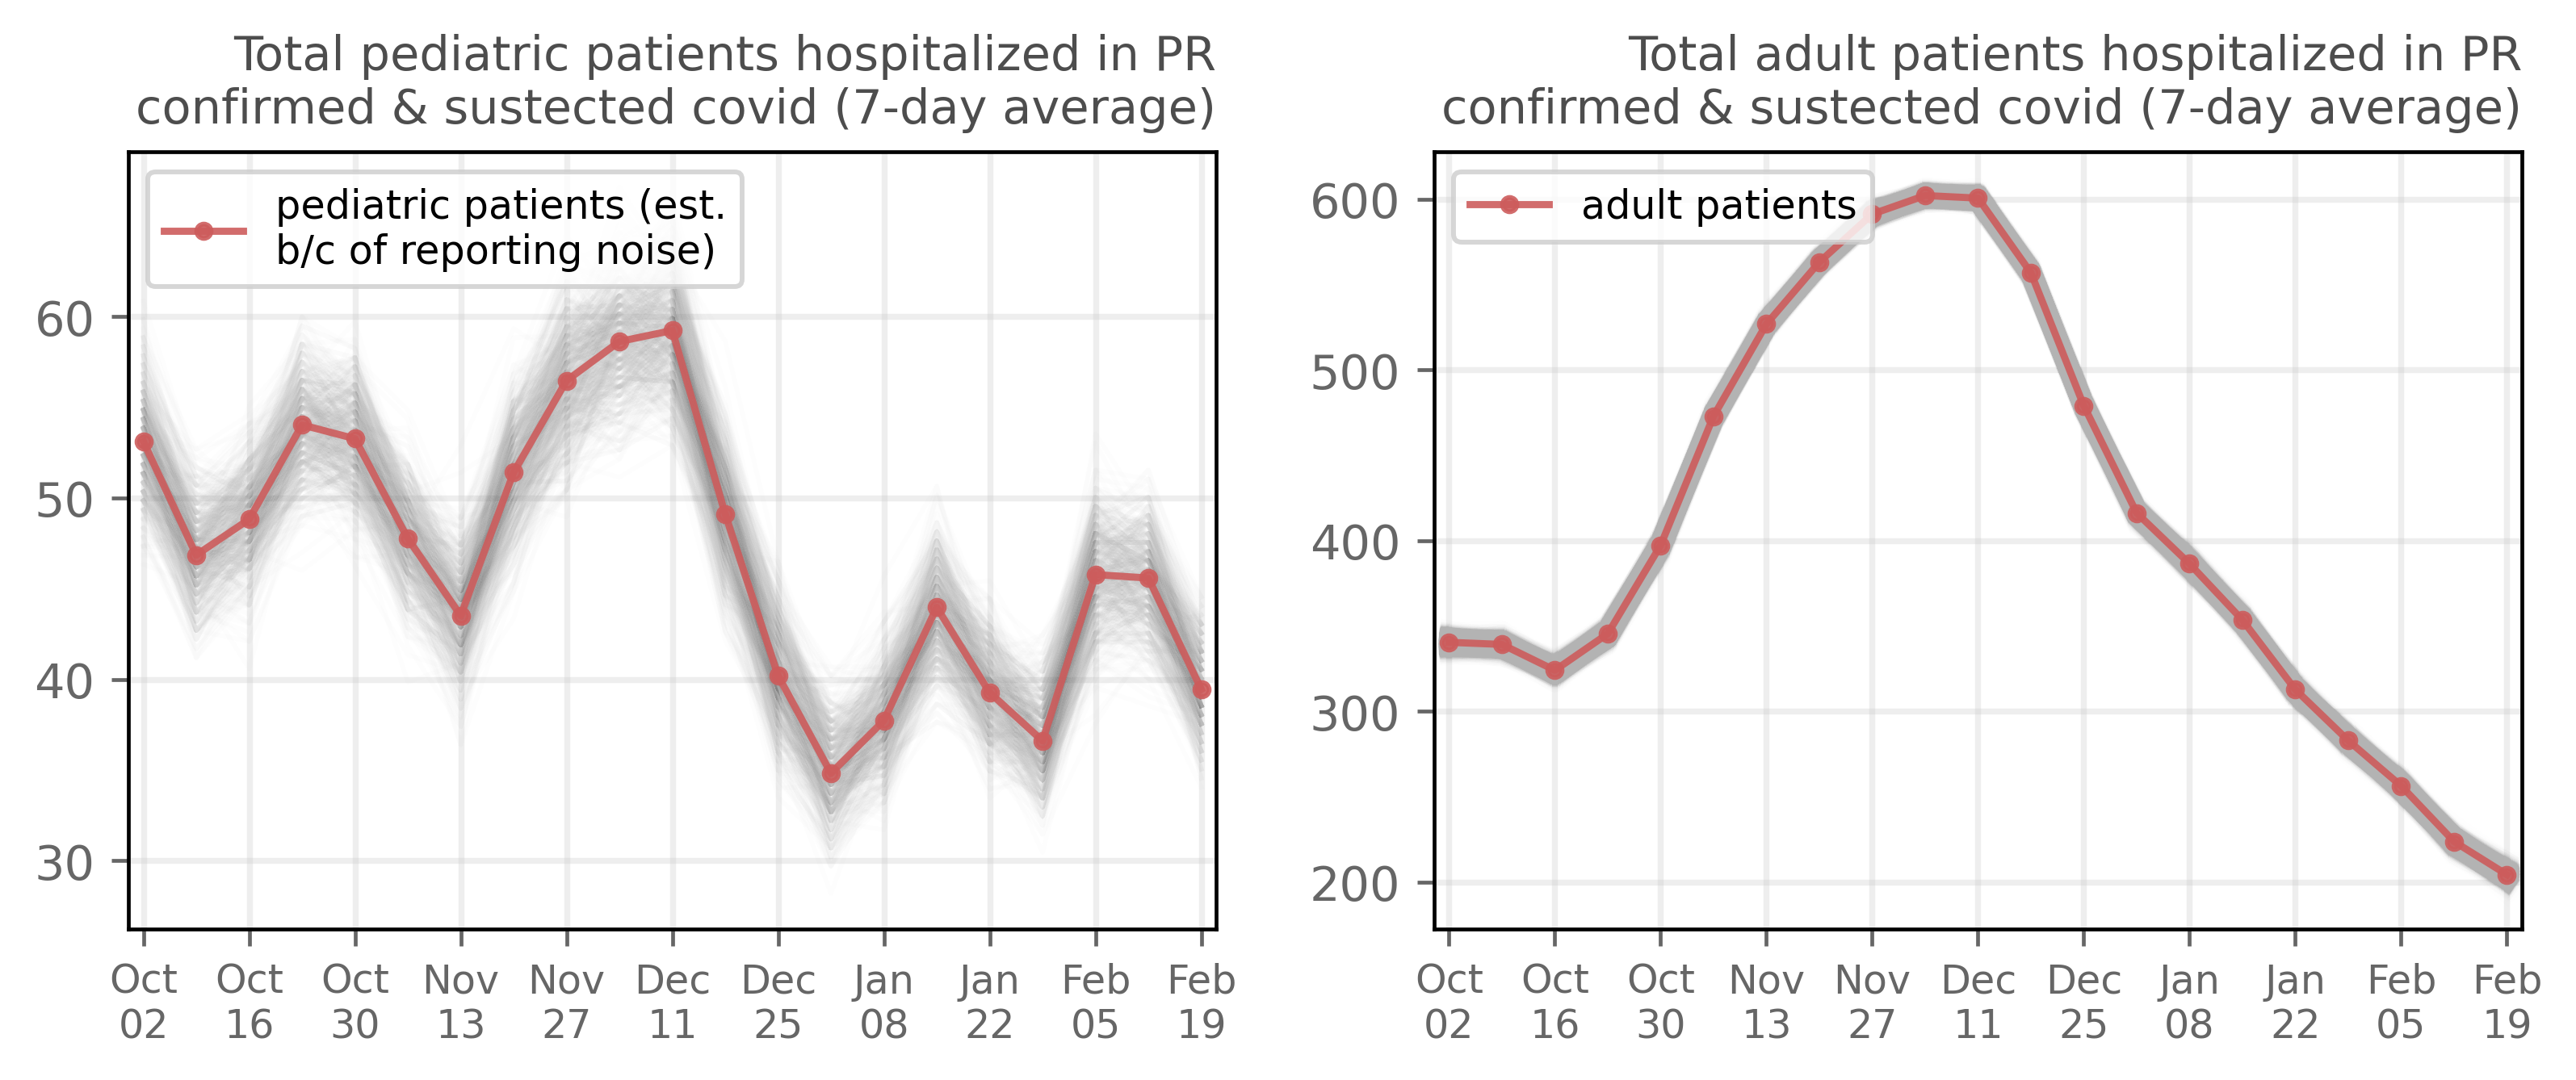 Total pediatric patients hospitalized in PR
confirmed & sustected covid (7-day average)
pediatric patients (est.
b/c of reporting noise)
60
50
40
30
Oct Oct Oct Nov Nov Dec Dec Jan Jan Feb Feb
02 16 30 13 27 11 25 08 22 05 19
Total adult patients hospitalized in PR
confirmed & sustected covid (7-day average)
adult patients
600
500
400
300
200
Oct Oct Oct Nov Nov Dec Dec Jan Jan Feb Feb
02 16 30 13 27 11 25 08 22 05 19